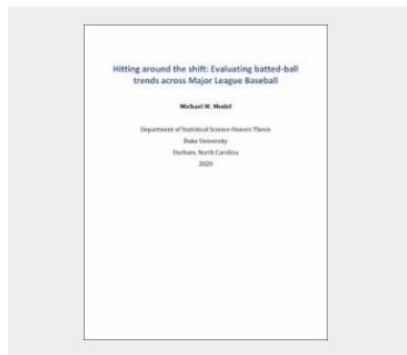 Hitting around the shift: Evaluating batted-ball
trends across Major League Baseball
Michael W. Model
Department of Statistical Science Honors Thesis
Duke University
Durham, North Carolina
2020